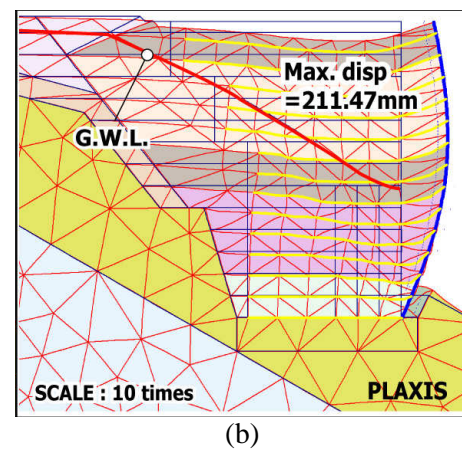 Max. disp
=211.47mm
G.W.L.
SCALE : 10 times
PLAXIS
(b)